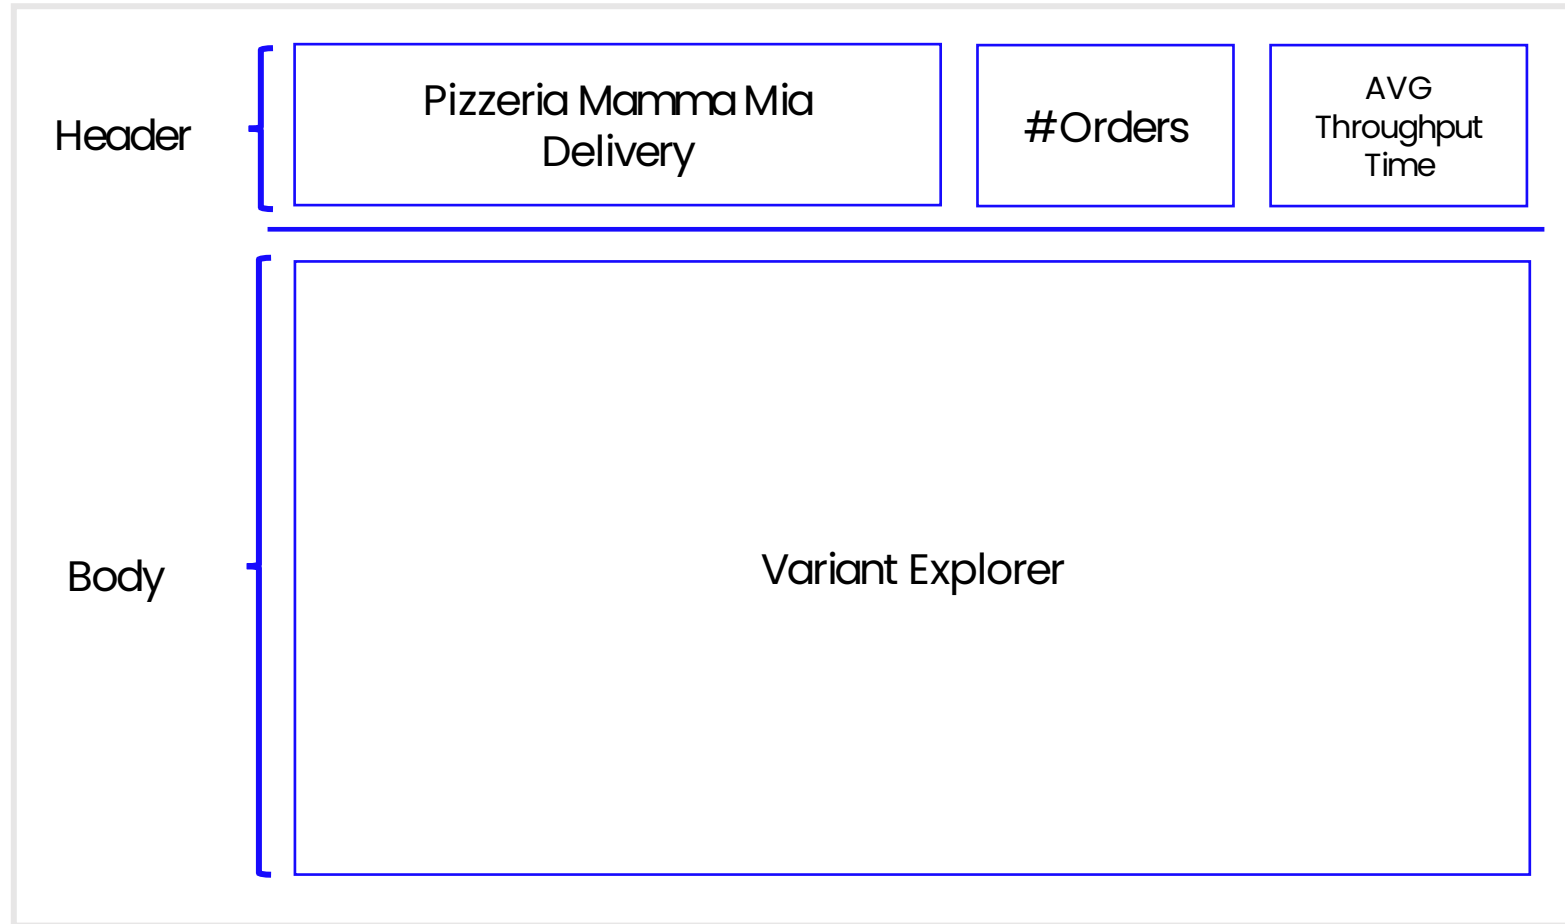 Header
Pizzeria Mamma Mia
Delivery
#Orders
AVG
Throughput
Time
Body
Variant Explorer